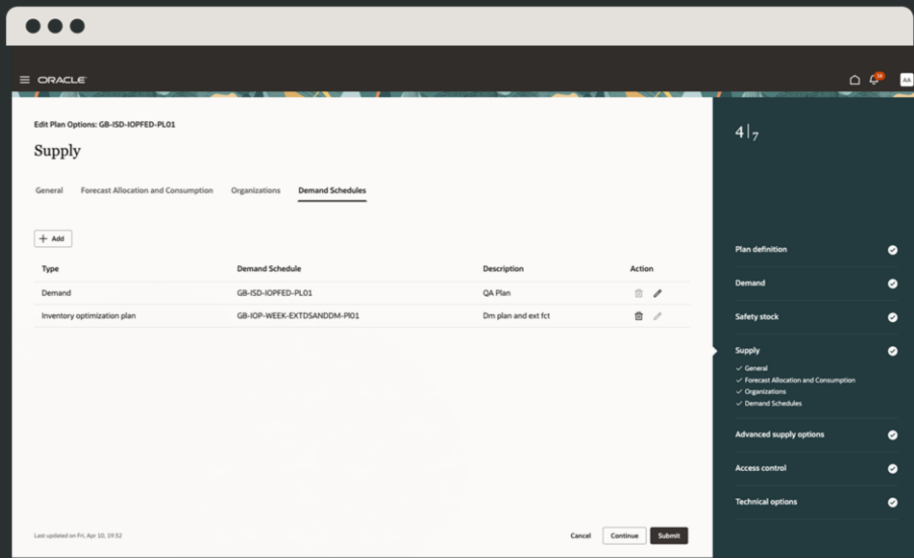 ORACLE
AA
Edit Plan Options: GB-ISD-IOPFED-PL01
Supply
General Forecast Allocation and Consumption Organizations Demand Schedules
+ Add
Type Demand Schedule Description Action
Demand GB-ISD-IOPFED-PL01 QA Plan
Inventory optimization plan GB-IOP-WEEK-EXTDSANDDM-Pl01 Dm plan and ext fct
Last updated on Fri, Apr 10, 19:52
Cancel Continue Submit
4|7
Plan definition
Demand
Safety stock
Supply
General
Forecast Allocation and Consumption
Organizations
Demand Schedules
Advanced supply options
Access control
Technical options